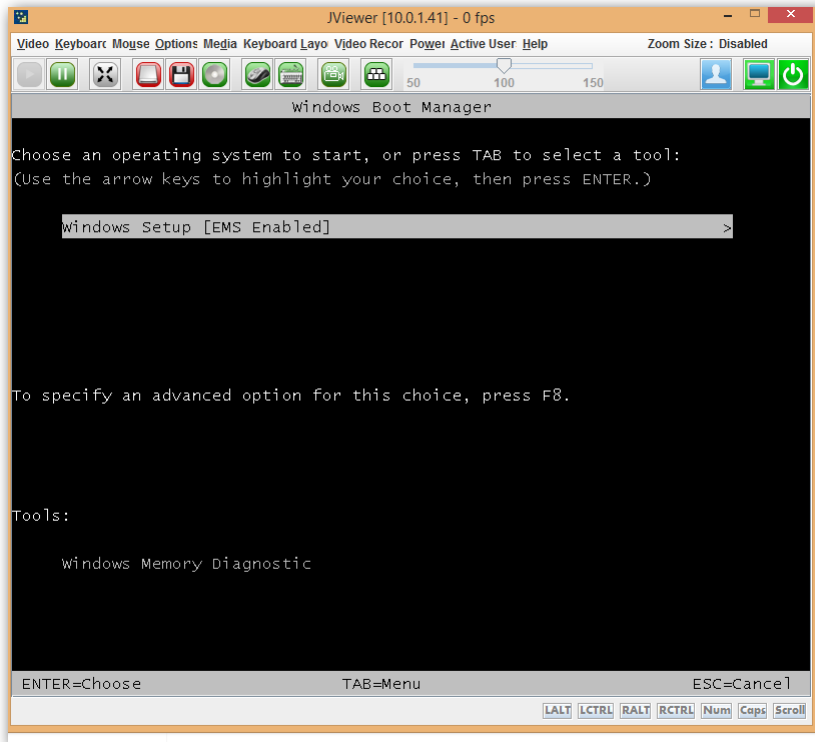 JViewer [10.0.1.41] - 0 fps
Video Keyboarc Mouse Options Media Keyboard Layo Video Recor Power Active User Help Zoom Size : Disabled
50 100 150
Windows Boot Manager
Choose an operating system to start, or press TAB to select a tool:
(Use the arrow keys to highlight your choice, then press ENTER.)
Windows Setup [EMS Enabled] >
To specify an advanced option for this choice, press F8.
Tools:
Windows Memory Diagnostic
ENTER=Choose TAB=Menu ESC=Cancel
LALT LCTRL RALT RCTRL Num Caps Scroll